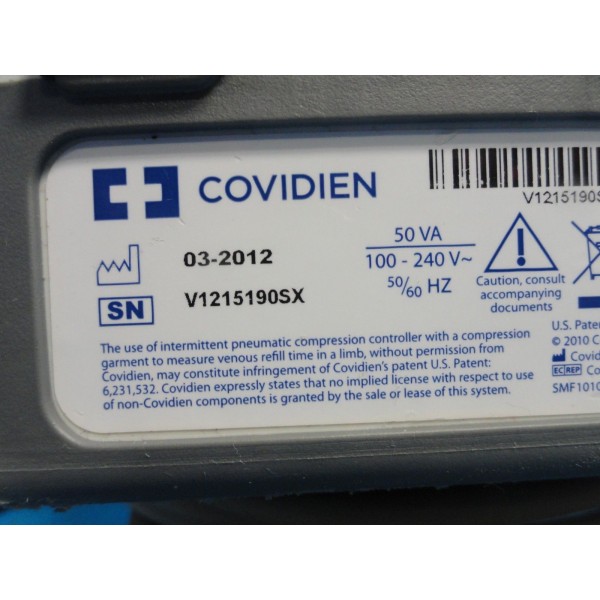 COVIDIEN
V1215190S
03-2012
SN V1215190SX
50 VA
100 - 240 V~
50/60 HZ
Caution, consult
accompanying
documents
The use of intermittent pneumatic compression controller with a compression
garment to measure venous refill time in a limb, without permission from
Covidien, may constitute infringement of Covidien's patent U.S. Patent:
6,231,532. Covidien expressly states that no implied license with respect to use
of non-Covidien components is granted by the sale or lease of this system.
U.S. Paten
© 2010 C
Covidi
EC REP Co
SMF1010